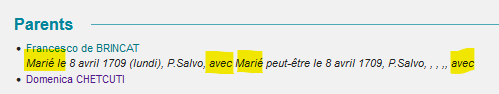 Parents
• Francesco de BRINCAT
Marié le 8 avril 1709 (lundi), P.Salvo, avec Marié peut-être le 8 avril 1709, P.Salvo, , , ,, avec
• Domenica CHETCUTI